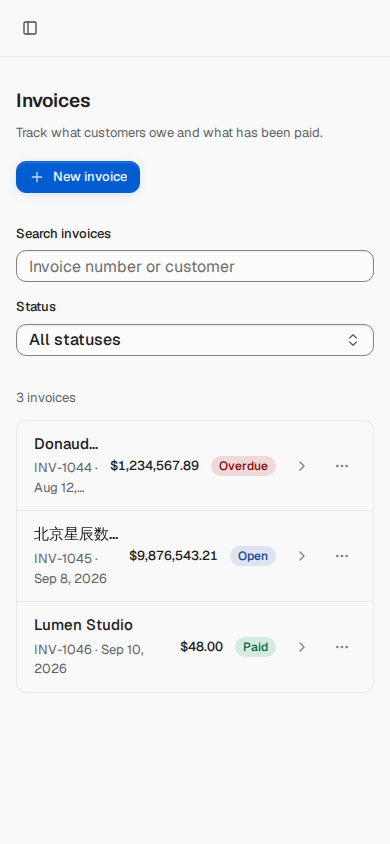 Invoices
Track what customers owe and what has been paid.
New invoice
Search invoices
Invoice number or customer
Status
All statuses
3 invoices
Donaud...
INV-1044 ·
Aug 12,...
$1,234,567.89
Overdue
北京星辰数...
INV-1045 ·
Sep 8, 2026
$9,876,543.21
Open
Lumen Studio
INV-1046 · Sep 10,
2026
$48.00
Paid